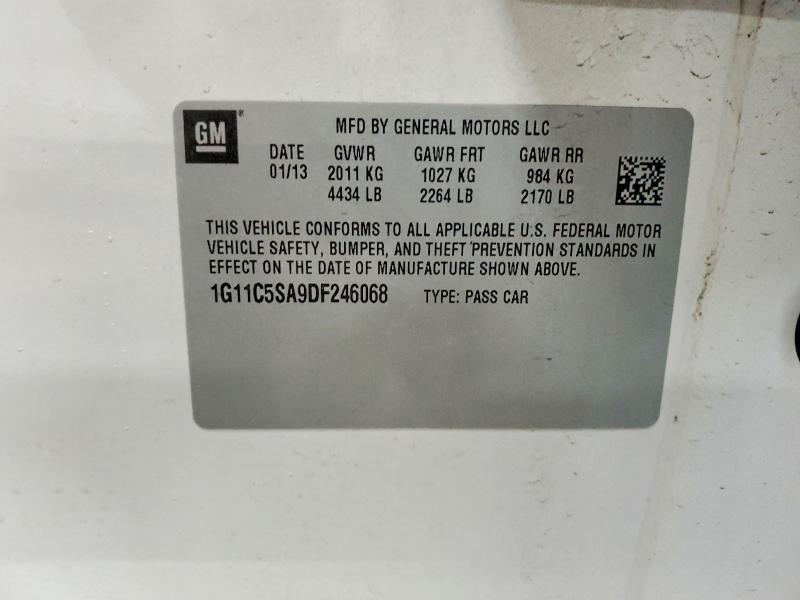 GM®
MFD BY GENERAL MOTORS LLC
DATE GVWR GAWR FRT GAWR RR
01/13 2011 KG 1027 KG 984 KG
4434 LB 2264 LB 2170 LB
THIS VEHICLE CONFORMS TO ALL APPLICABLE U.S. FEDERAL MOTOR
VEHICLE SAFETY, BUMPER, AND THEFT PREVENTION STANDARDS IN
EFFECT ON THE DATE OF MANUFACTURE SHOWN ABOVE.
1G11C5SA9DF246068 TYPE: PASS CAR